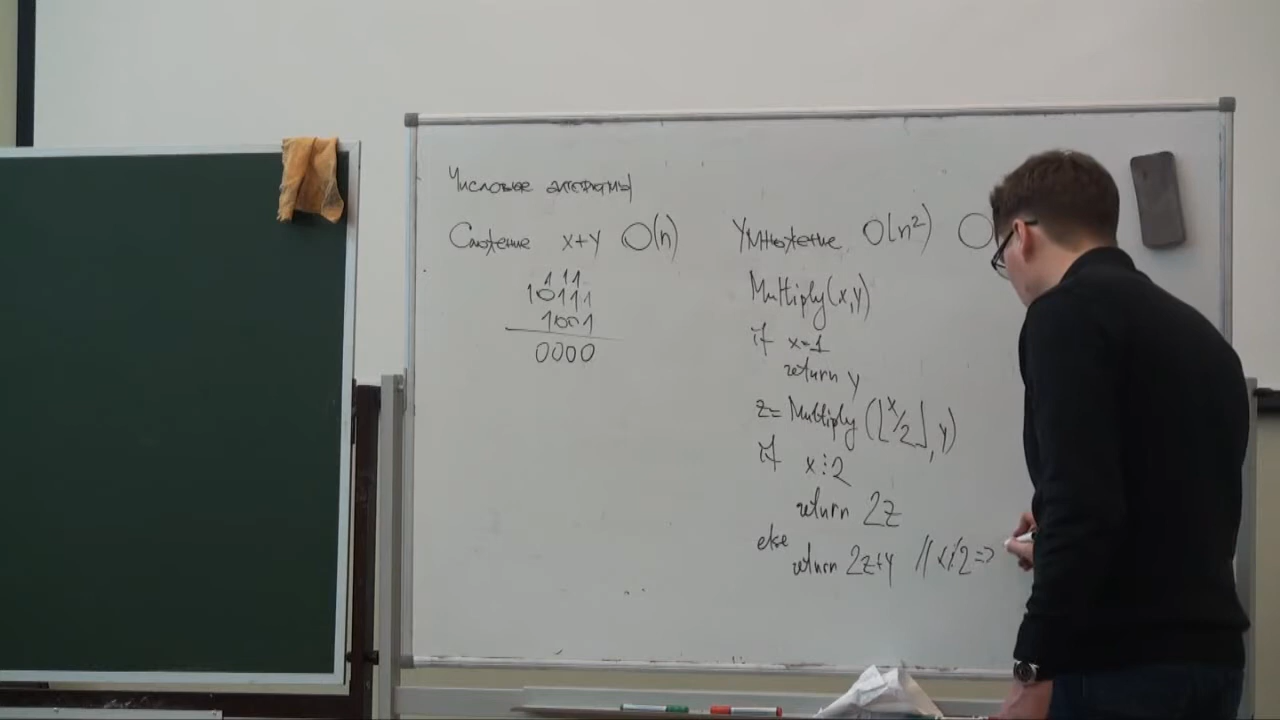 Числовые алгоритмы
Сложение x+y O(n)
111
10111
1001
0000
Умножение O(n²) O
Multiply(x,y)
if x=1
return y
z=Multiply(⌊x/2⌋,y)
if x⋮2
return 2z
else
return 2z+y // x⋮̸2 =>